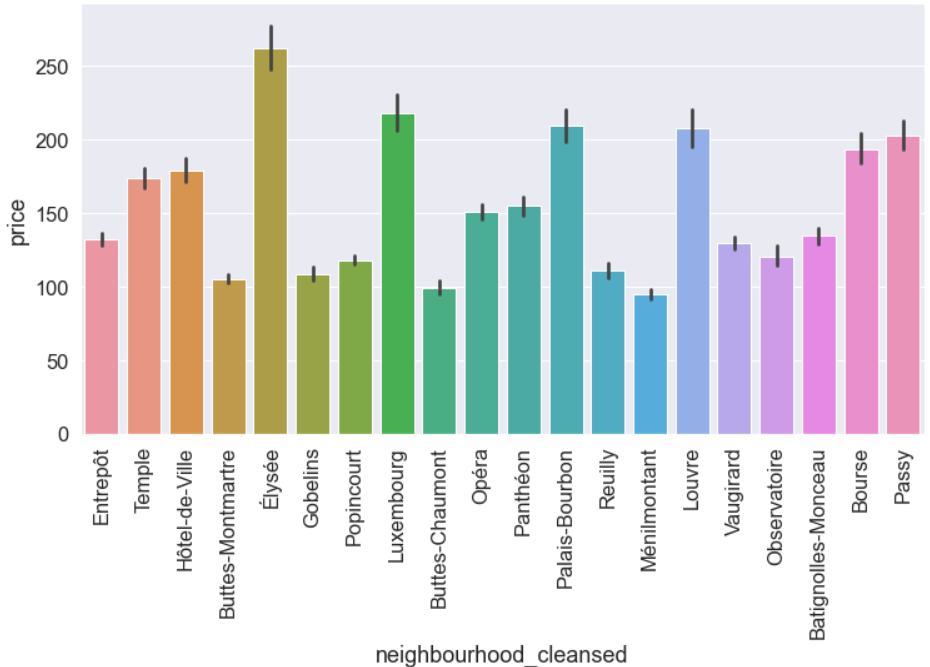 250
200
150
100
50
0
price
Entrepôt
Temple
Hôtel-de-Ville
Buttes-Montmartre
Élysée
Gobelins
Popincourt
Luxembourg
Buttes-Chaumont
Opéra
Panthéon
Palais-Bourbon
Reuilly
Ménilmontant
Louvre
Vaugirard
Observatoire
Batignolles-Monceau
Bourse
Passy
neighbourhood_cleansed